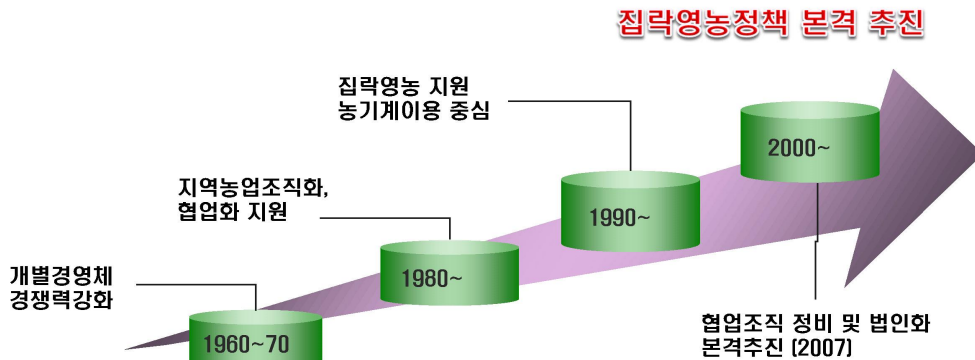 집락영농정책 본격 추진
집락영농 지원
농기계이용 중심
2000~
지역농업조직화,
협업화 지원
1990~
1980~
개별경영체
경쟁력강화
1960~70
협업조직 정비 및 법인화
본격추진 (2007)